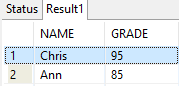 Status Result1
NAME GRADE
1 Chris 95
2 Ann 85